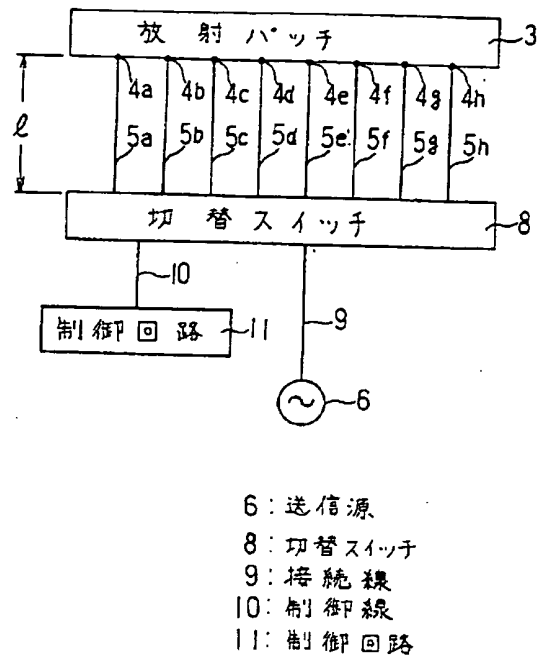 放射パッチ 3
4a 4b 4c 4d 4e 4f 4g 4h
ℓ
5a 5b 5c 5d 5e 5f 5g 5h
切替スイッチ 8
10
制御回路 11
9
6
6：送信源
8：切替スイッチ
9：接続線
10：制御線
11：制御回路